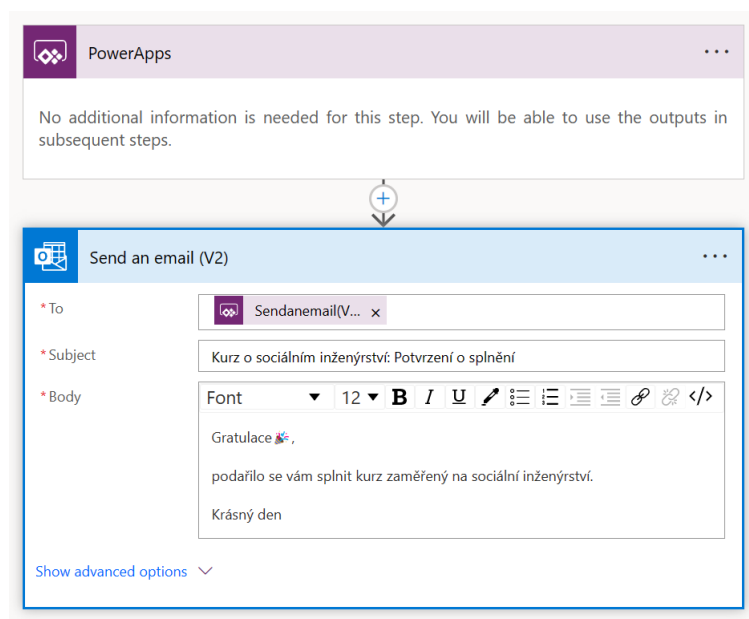 PowerApps
No additional information is needed for this step. You will be able to use the outputs in
subsequent steps.
Send an email (V2)
* To
Sendanemail(V... ×
* Subject
Kurz o sociálním inženýrství: Potvrzení o splnění
* Body
Font 12 B I U </>
Gratulace 🎉,
podařilo se vám splnit kurz zaměřený na sociální inženýrství.
Krásný den
Show advanced options